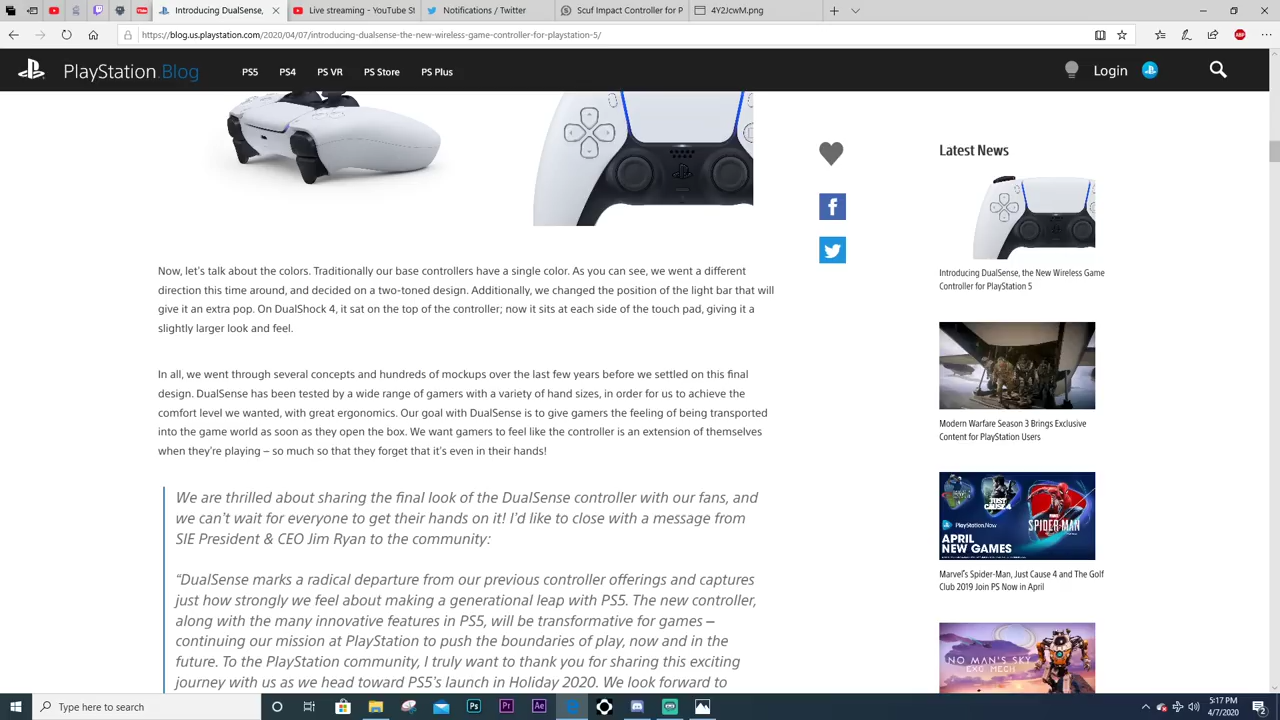 Introducing DualSense,
Live streaming - YouTube St
Notifications / Twitter
Scuf Impact Controller for P
4Y2JcwM.png
https://blog.us.playstation.com/2020/04/07/introducing-dualsense-the-new-wireless-game-controller-for-playstation-5/
ABP
PlayStation.Blog
PS5
PS4
PS VR
PS Store
PS Plus
Login
Now, let's talk about the colors. Traditionally our base controllers have a single color. As you can see, we went a different
direction this time around, and decided on a two-toned design. Additionally, we changed the position of the light bar that will
give it an extra pop. On DualShock 4, it sat on the top of the controller; now it sits at each side of the touch pad, giving it a
slightly larger look and feel.
In all, we went through several concepts and hundreds of mockups over the last few years before we settled on this final
design. DualSense has been tested by a wide range of gamers with a variety of hand sizes, in order for us to achieve the
comfort level we wanted, with great ergonomics. Our goal with DualSense is to give gamers the feeling of being transported
into the game world as soon as they open the box. We want gamers to feel like the controller is an extension of themselves
when they're playing – so much so that they forget that it's even in their hands!
We are thrilled about sharing the final look of the DualSense controller with our fans, and
we can't wait for everyone to get their hands on it! I'd like to close with a message from
SIE President & CEO Jim Ryan to the community:
“DualSense marks a radical departure from our previous controller offerings and captures
just how strongly we feel about making a generational leap with PS5. The new controller,
along with the many innovative features in PS5, will be transformative for games –
continuing our mission at PlayStation to push the boundaries of play, now and in the
future. To the PlayStation community, I truly want to thank you for sharing this exciting
journey with us as we head toward PS5's launch in Holiday 2020. We look forward to
Latest News
Introducing DualSense, the New Wireless Game
Controller for PlayStation 5
Modern Warfare Season 3 Brings Exclusive
Content for PlayStation Users
JUST CAUSE 4
SPIDER-MAN
PlayStation.Now
APRIL
NEW GAMES
Marvel's Spider-Man, Just Cause 4 and The Golf
Club 2019 Join PS Now in April
NO MAN'S SKY
EXO MECH
Type here to search
Ps
Pr
Ae
5:17 PM
4/7/2020
2